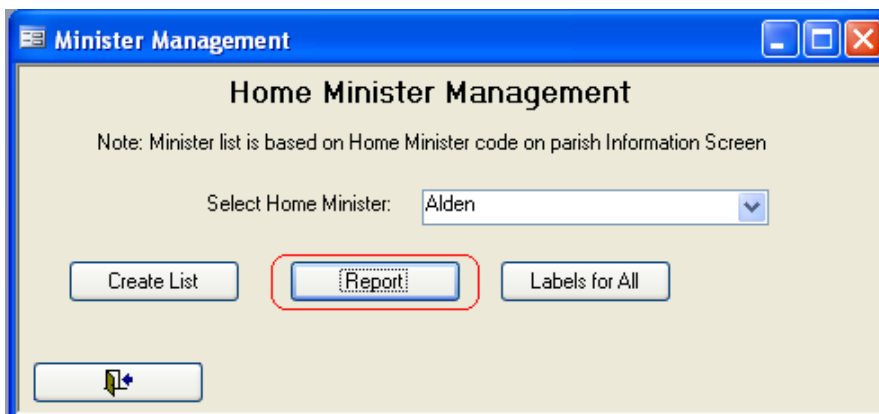 Minister Management
Home Minister Management
Note: Minister list is based on Home Minister code on parish Information Screen
Select Home Minister: Alden
Create List Report Labels for All